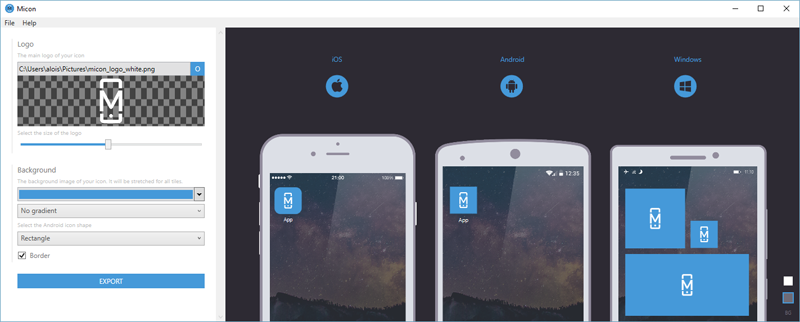 Micon
File Help
Logo
The main logo of your icon.
C:\Users\alois\Pictures\micon_logo_white.png
O
Select the size of the logo
Background
The background image of your icon. It will be stretched for all tiles.
No gradient
Select the Android icon shape
Rectangle
Border
EXPORT
iOS
Android
Windows
21:00
100%
App
12:35
App
BG